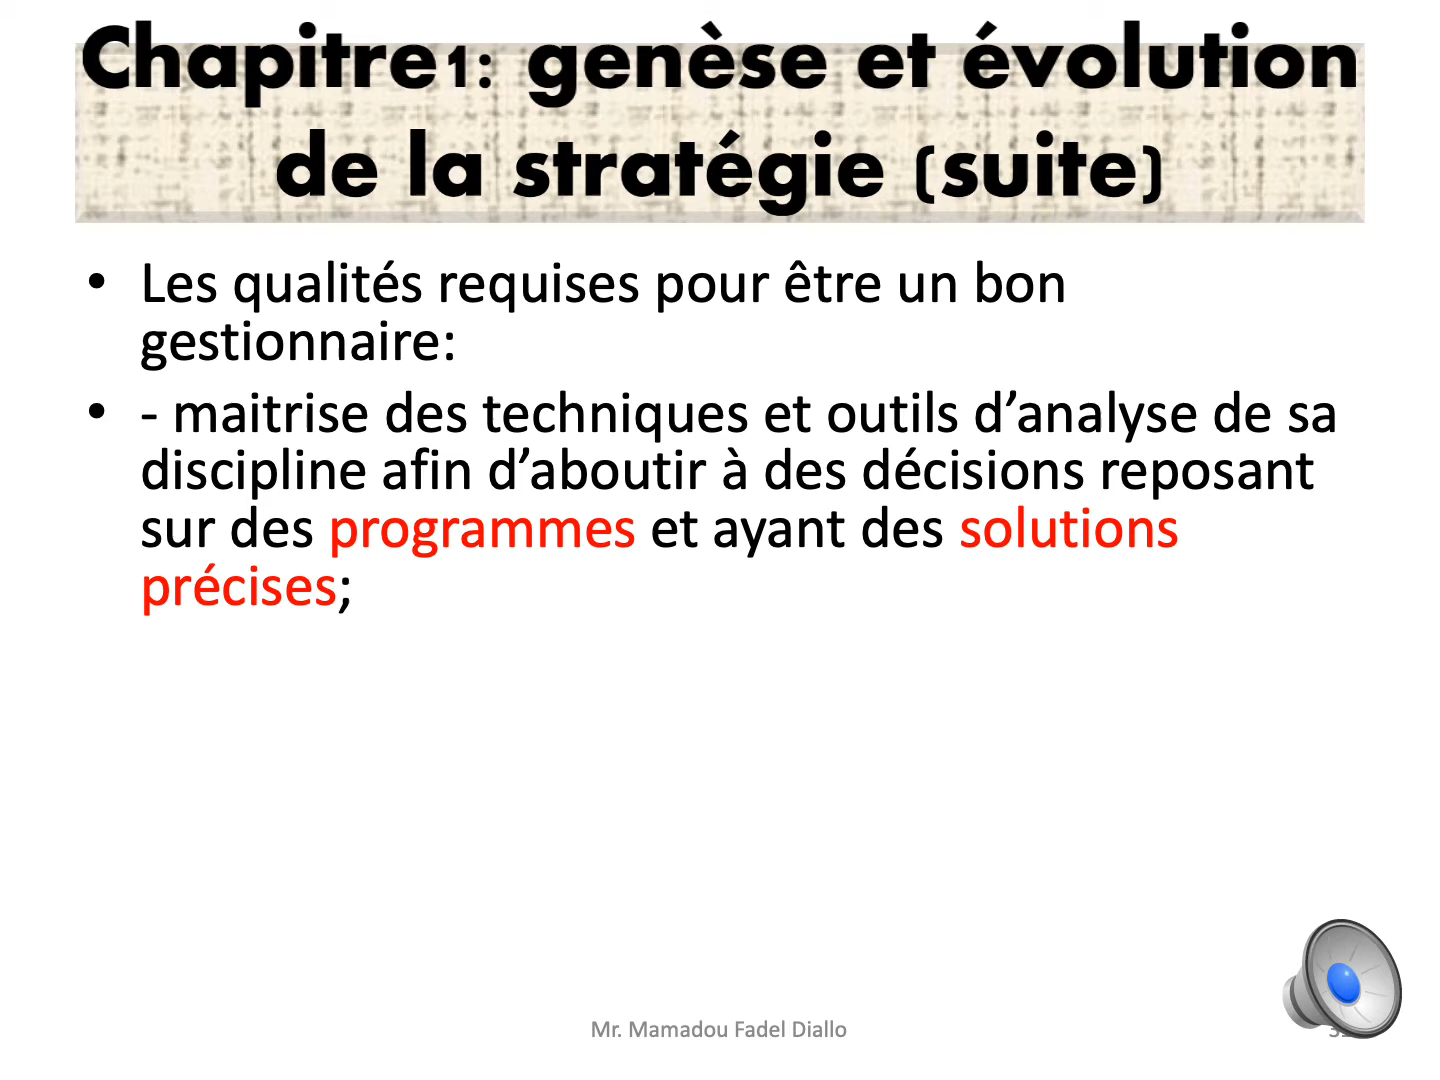 Chapitre1: genèse et évolution
de la stratégie (suite)
• Les qualités requises pour être un bon
gestionnaire:
• - maitrise des techniques et outils d’analyse de sa
discipline afin d’aboutir à des décisions reposant
sur des programmes et ayant des solutions
précises;
Mr. Mamadou Fadel Diallo